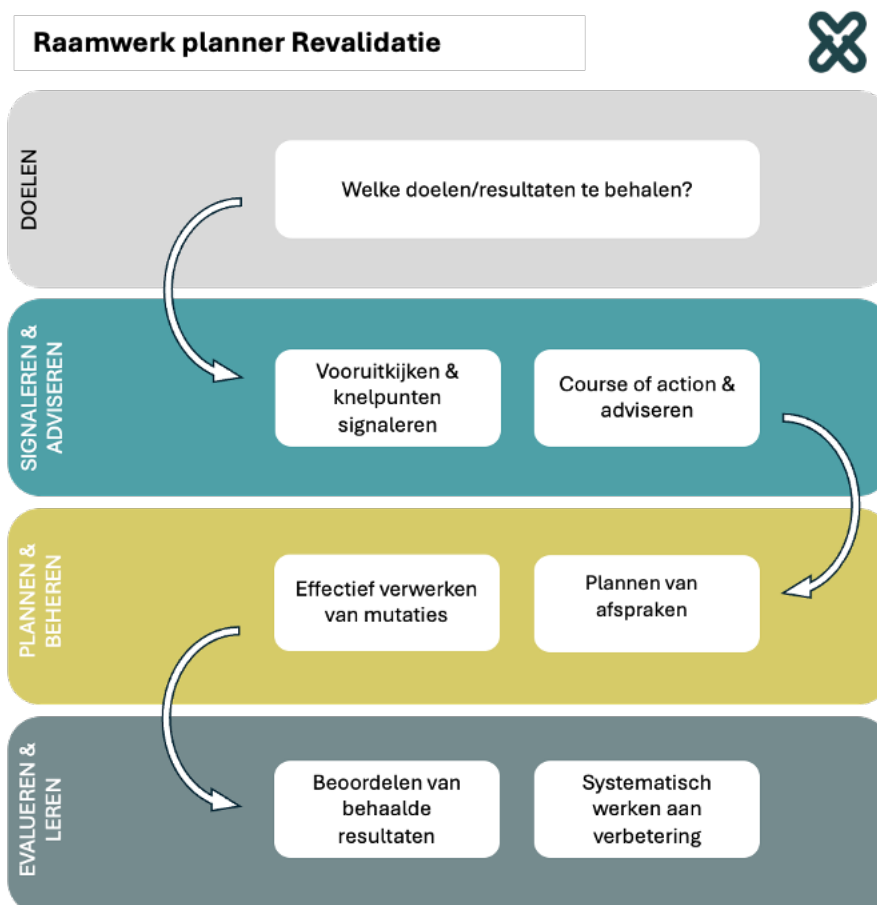 Raamwerk planner Revalidatie
DOELEN
Welke doelen/resultaten te behalen?
SIGNALEREN &
ADVISEREN
Vooruitkijken &
knelpunten
signaleren
Course of action &
adviseren
PLANNEN &
BEHEREN
Effectief verwerken
van mutaties
Plannen van
afspraken
EVALUEREN &
LEREN
Beoordelen van
behaalde
resultaten
Systematisch
werken aan
verbetering